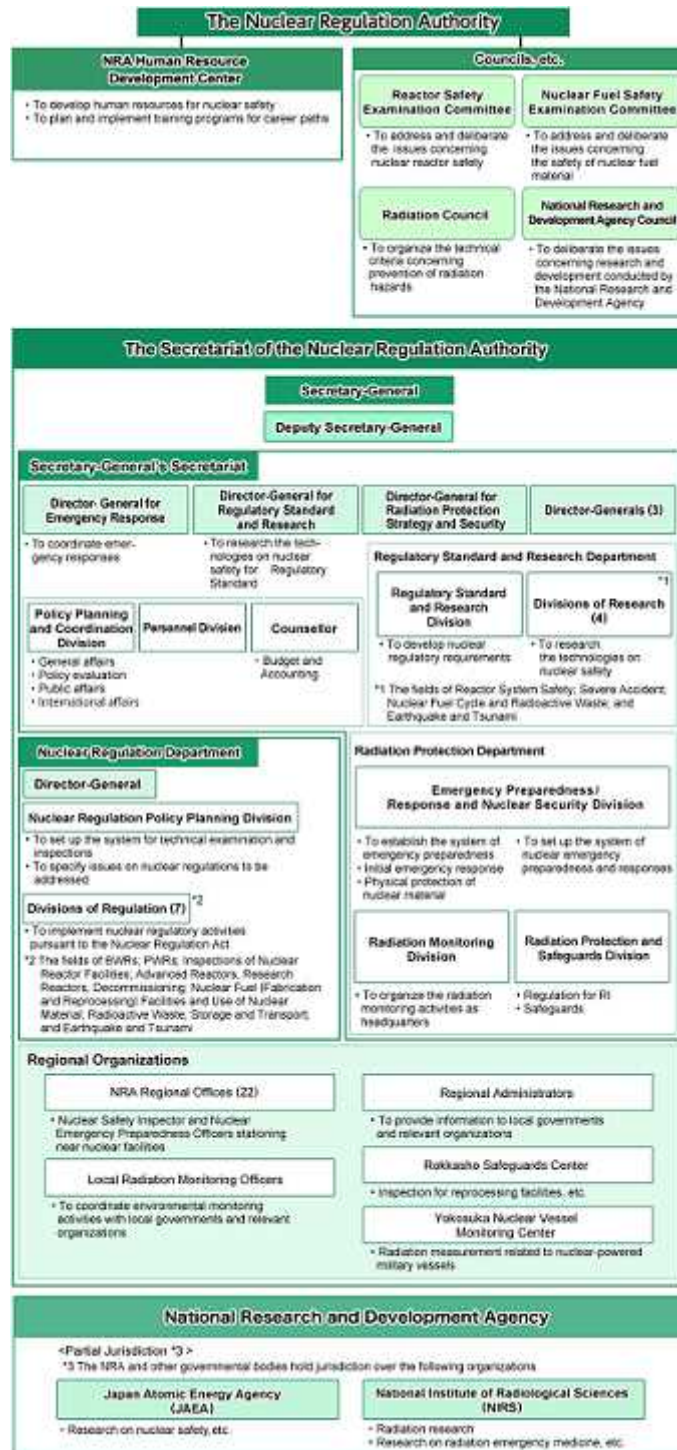 The Nuclear Regulation Authority
NRA Human Resource
Development Center
• To develop human resources for nuclear safety
• To plan and implement training programs for career paths
Councils, etc.
Reactor Safety
Examination Committee
• To address and deliberate
the issues concerning
nuclear reactor safety
Nuclear Fuel Safety
Examination Committee
• To address and deliberate
the issues concerning
the safety of nuclear fuel
material
Radiation Council
• To organize the technical
criteria concerning
prevention of radiation
hazards
National Research and
Development Agency Council
• To deliberate the issues
concerning research and
development conducted by
the National Research and
Development Agency
The Secretariat of the Nuclear Regulation Authority
Secretary-General
Deputy Secretary-General
Secretary-General's Secretariat
Director-General for
Emergency Response
• To coordinate emer-
gency responses
Director-General for
Regulatory Standard
and Research
• To research the tech-
nologies on nuclear
safety for Regulatory
Standard
Director-General for
Radiation Protection
Strategy and Security
Director-Generals (3)
Policy Planning
and Coordination
Division
• General affairs
• Policy evaluation
• Public affairs
• International affairs
Personnel Division
Counsellor
• Budget and
Accounting
Regulatory Standard and Research Department
Regulatory Standard
and Research
Division
• To develop nuclear
regulatory requirements
*1
Divisions of Research
(4)
• To research
the technologies on
nuclear safety
*1 The fields of Reactor System Safety; Severe Accident;
Nuclear Fuel Cycle and Radioactive Waste; and
Earthquake and Tsunami
Nuclear Regulation Department
Director-General
Nuclear Regulation Policy Planning Division
• To set up the system for technical examination and
inspections
• To specify issues on nuclear regulations to be
addressed
Divisions of Regulation (7) *2
• To implement nuclear regulatory activities
pursuant to the Nuclear Regulation Act
*2 The fields of BWRs; PWRs; Inspections of Nuclear
Reactor Facilities; Advanced Reactors, Research
Reactors, Decommissioning; Nuclear Fuel (Fabrication
and Reprocessing) Facilities and Use of Nuclear
Material; Radioactive Waste, Storage and Transport;
and Earthquake and Tsunami
Radiation Protection Department
Emergency Preparedness/
Response and Nuclear Security Division
• To establish the system of
emergency preparedness
• Initial emergency response
• Physical protection of
nuclear material
• To set up the system of
nuclear emergency
preparedness and responses
Radiation Monitoring
Division
• To organize the radiation
monitoring activities as
headquarters
Radiation Protection and
Safeguards Division
• Regulation for RI
• Safeguards
Regional Organizations
NRA Regional Offices (22)
• Nuclear Safety Inspector and Nuclear
Emergency Preparedness Officers stationing
near nuclear facilities
Local Radiation Monitoring Officers
• To coordinate environmental monitoring
activities with local governments and relevant
organizations
Regional Administrators
• To provide information to local governments
and relevant organizations
Rokkasho Safeguards Center
• Inspection for reprocessing facilities, etc.
Yokosuka Nuclear Vessel
Monitoring Center
• Radiation measurement related to nuclear-powered
military vessels
National Research and Development Agency
<Partial Jurisdiction *3 >
*3 The NRA and other governmental bodies hold jurisdiction over the following organizations
Japan Atomic Energy Agency
(JAEA)
• Research on nuclear safety, etc.
National Institute of Radiological Sciences
(NIRS)
• Radiation research
• Research on radiation emergency medicine, etc.